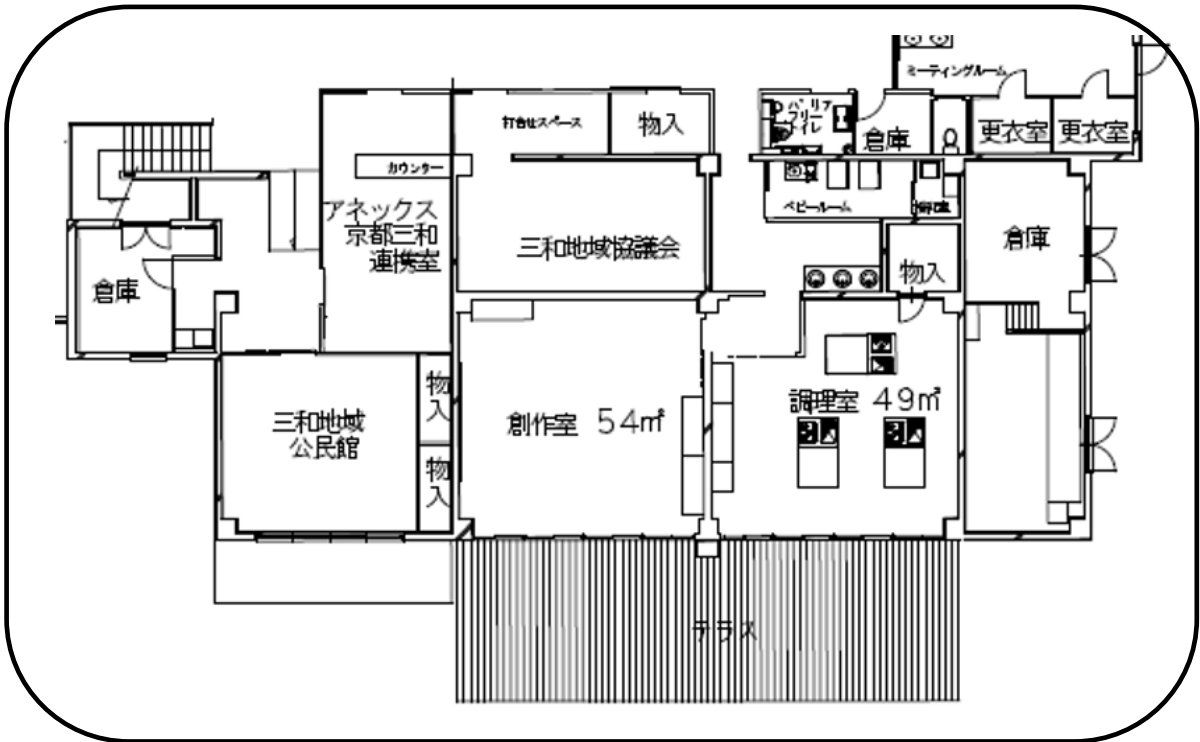 ミーティングルーム
打合せスペース
物入
バリア
フリー
トイレ
倉庫
更衣室
更衣室
カウンター
アネックス
京都三和
連携室
三和地域協議会
ベビールーム
倉庫
物入
倉庫
三和地域
公民館
物入
物入
創作室 54㎡
調理室 49㎡
テラス